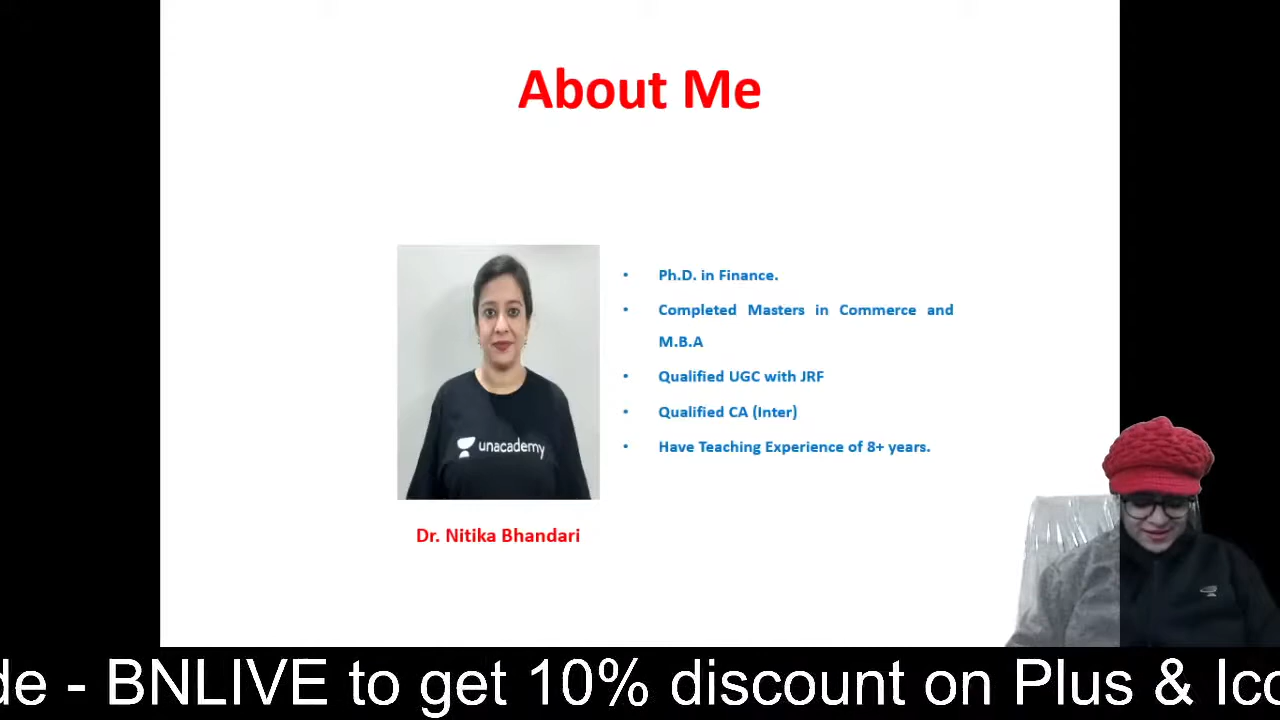 About Me
• Ph.D. in Finance.
• Completed Masters in Commerce and
M.B.A
• Qualified UGC with JRF
• Qualified CA (Inter)
• Have Teaching Experience of 8+ years.
unacademy
Dr. Nitika Bhandari
de - BNLIVE to get 10% discount on Plus & Ico